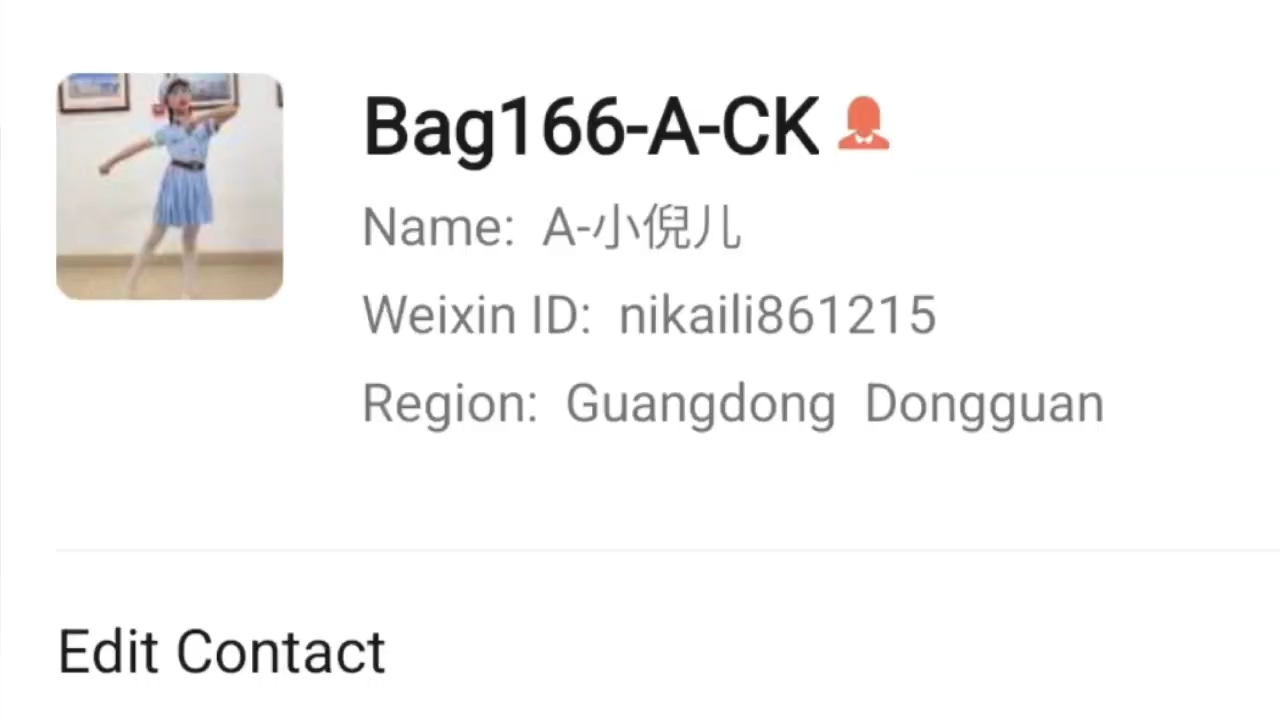 Bag166-A-CK
Name: A-小倪儿
Weixin ID: nikaili861215
Region: Guangdong Dongguan
Edit Contact